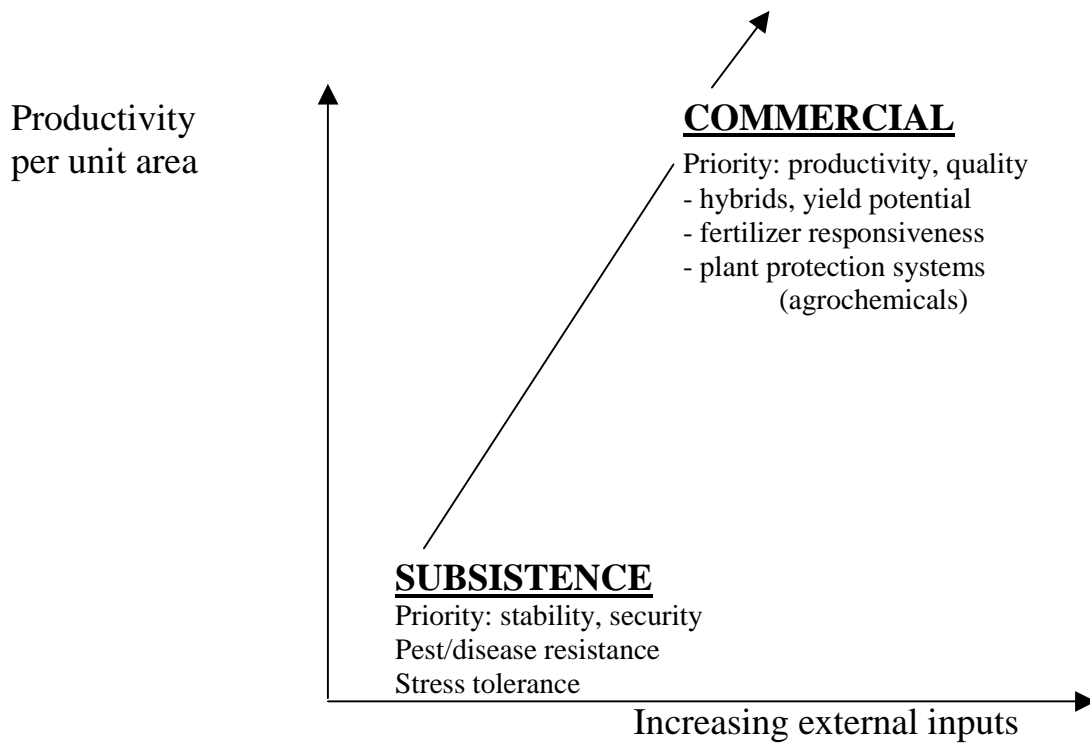 Productivity
per unit area
COMMERCIAL
Priority: productivity, quality
- hybrids, yield potential
- fertilizer responsiveness
- plant protection systems
(agrochemicals)
SUBSISTENCE
Priority: stability, security
Pest/disease resistance
Stress tolerance
Increasing external inputs